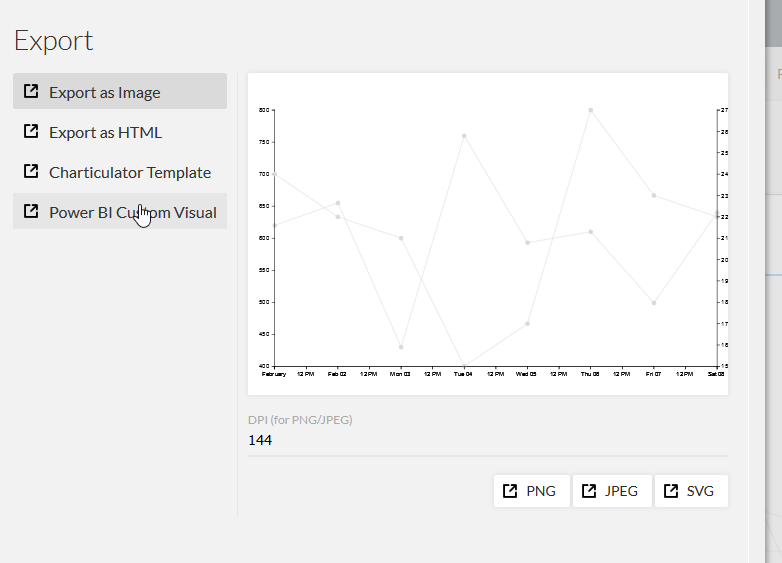 Export
Export as Image
Export as HTML
Charticulator Template
Power BI Custom Visual
800
750
700
650
600
550
500
450
400
27
26
25
24
23
22
21
20
19
18
17
16
15
February 12 PM Feb 02 12 PM Mon 03 12 PM Tue 04 12 PM Wed 05 12 PM Thu 06 12 PM Fri 07 12 PM Sat 08
DPI (for PNG/JPEG)
144
PNG JPEG SVG